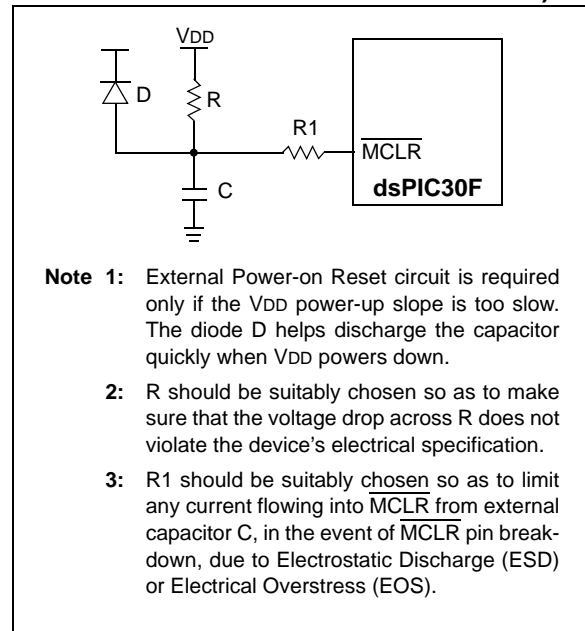 VDD
D
R
R1
MCLR
C
dsPIC30F
Note 1: External Power-on Reset circuit is required
only if the VDD power-up slope is too slow.
The diode D helps discharge the capacitor
quickly when VDD powers down.
2: R should be suitably chosen so as to make
sure that the voltage drop across R does not
violate the device's electrical specification.
3: R1 should be suitably chosen so as to limit
any current flowing into MCLR from external
capacitor C, in the event of MCLR pin break-
down, due to Electrostatic Discharge (ESD)
or Electrical Overstress (EOS).